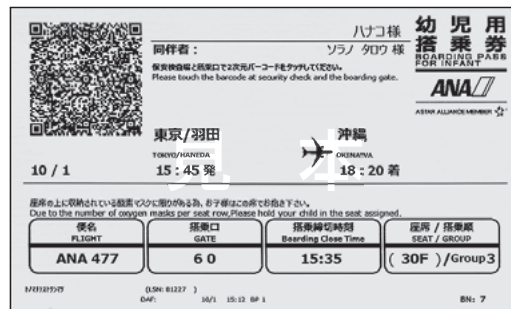 ハナコ様
幼児用
搭乗券
BOARDING PASS
FOR INFANT
同伴者：
ソラノ タロウ 様
保安検査場と搭乗口で2次元バーコードをタッチしてください。
Please touch the barcode at security check and the boarding gate.
ANA
A STAR ALLIANCE MEMBER
東京/羽田
沖縄
TOKYO/HANEDA
OKINAWA
10 / 1
15 : 45 発
18 : 20 着
見本
座席の上に収納されている酸素マスクに限りがある為、お子様はこの席でお抱き下さい。
Due to the number of oxygen masks per seat row,Please hold your child in the seat assigned.
便名
FLIGHT
搭乗口
GATE
搭乗締切時刻
Boarding Close Time
座席 / 搭乗順
SEAT / GROUP
ANA 477
60
15:35
( 30F )/Group3
(LSN: 81227 )
OAF: 10/1 15:12 BP 1
BN: 7